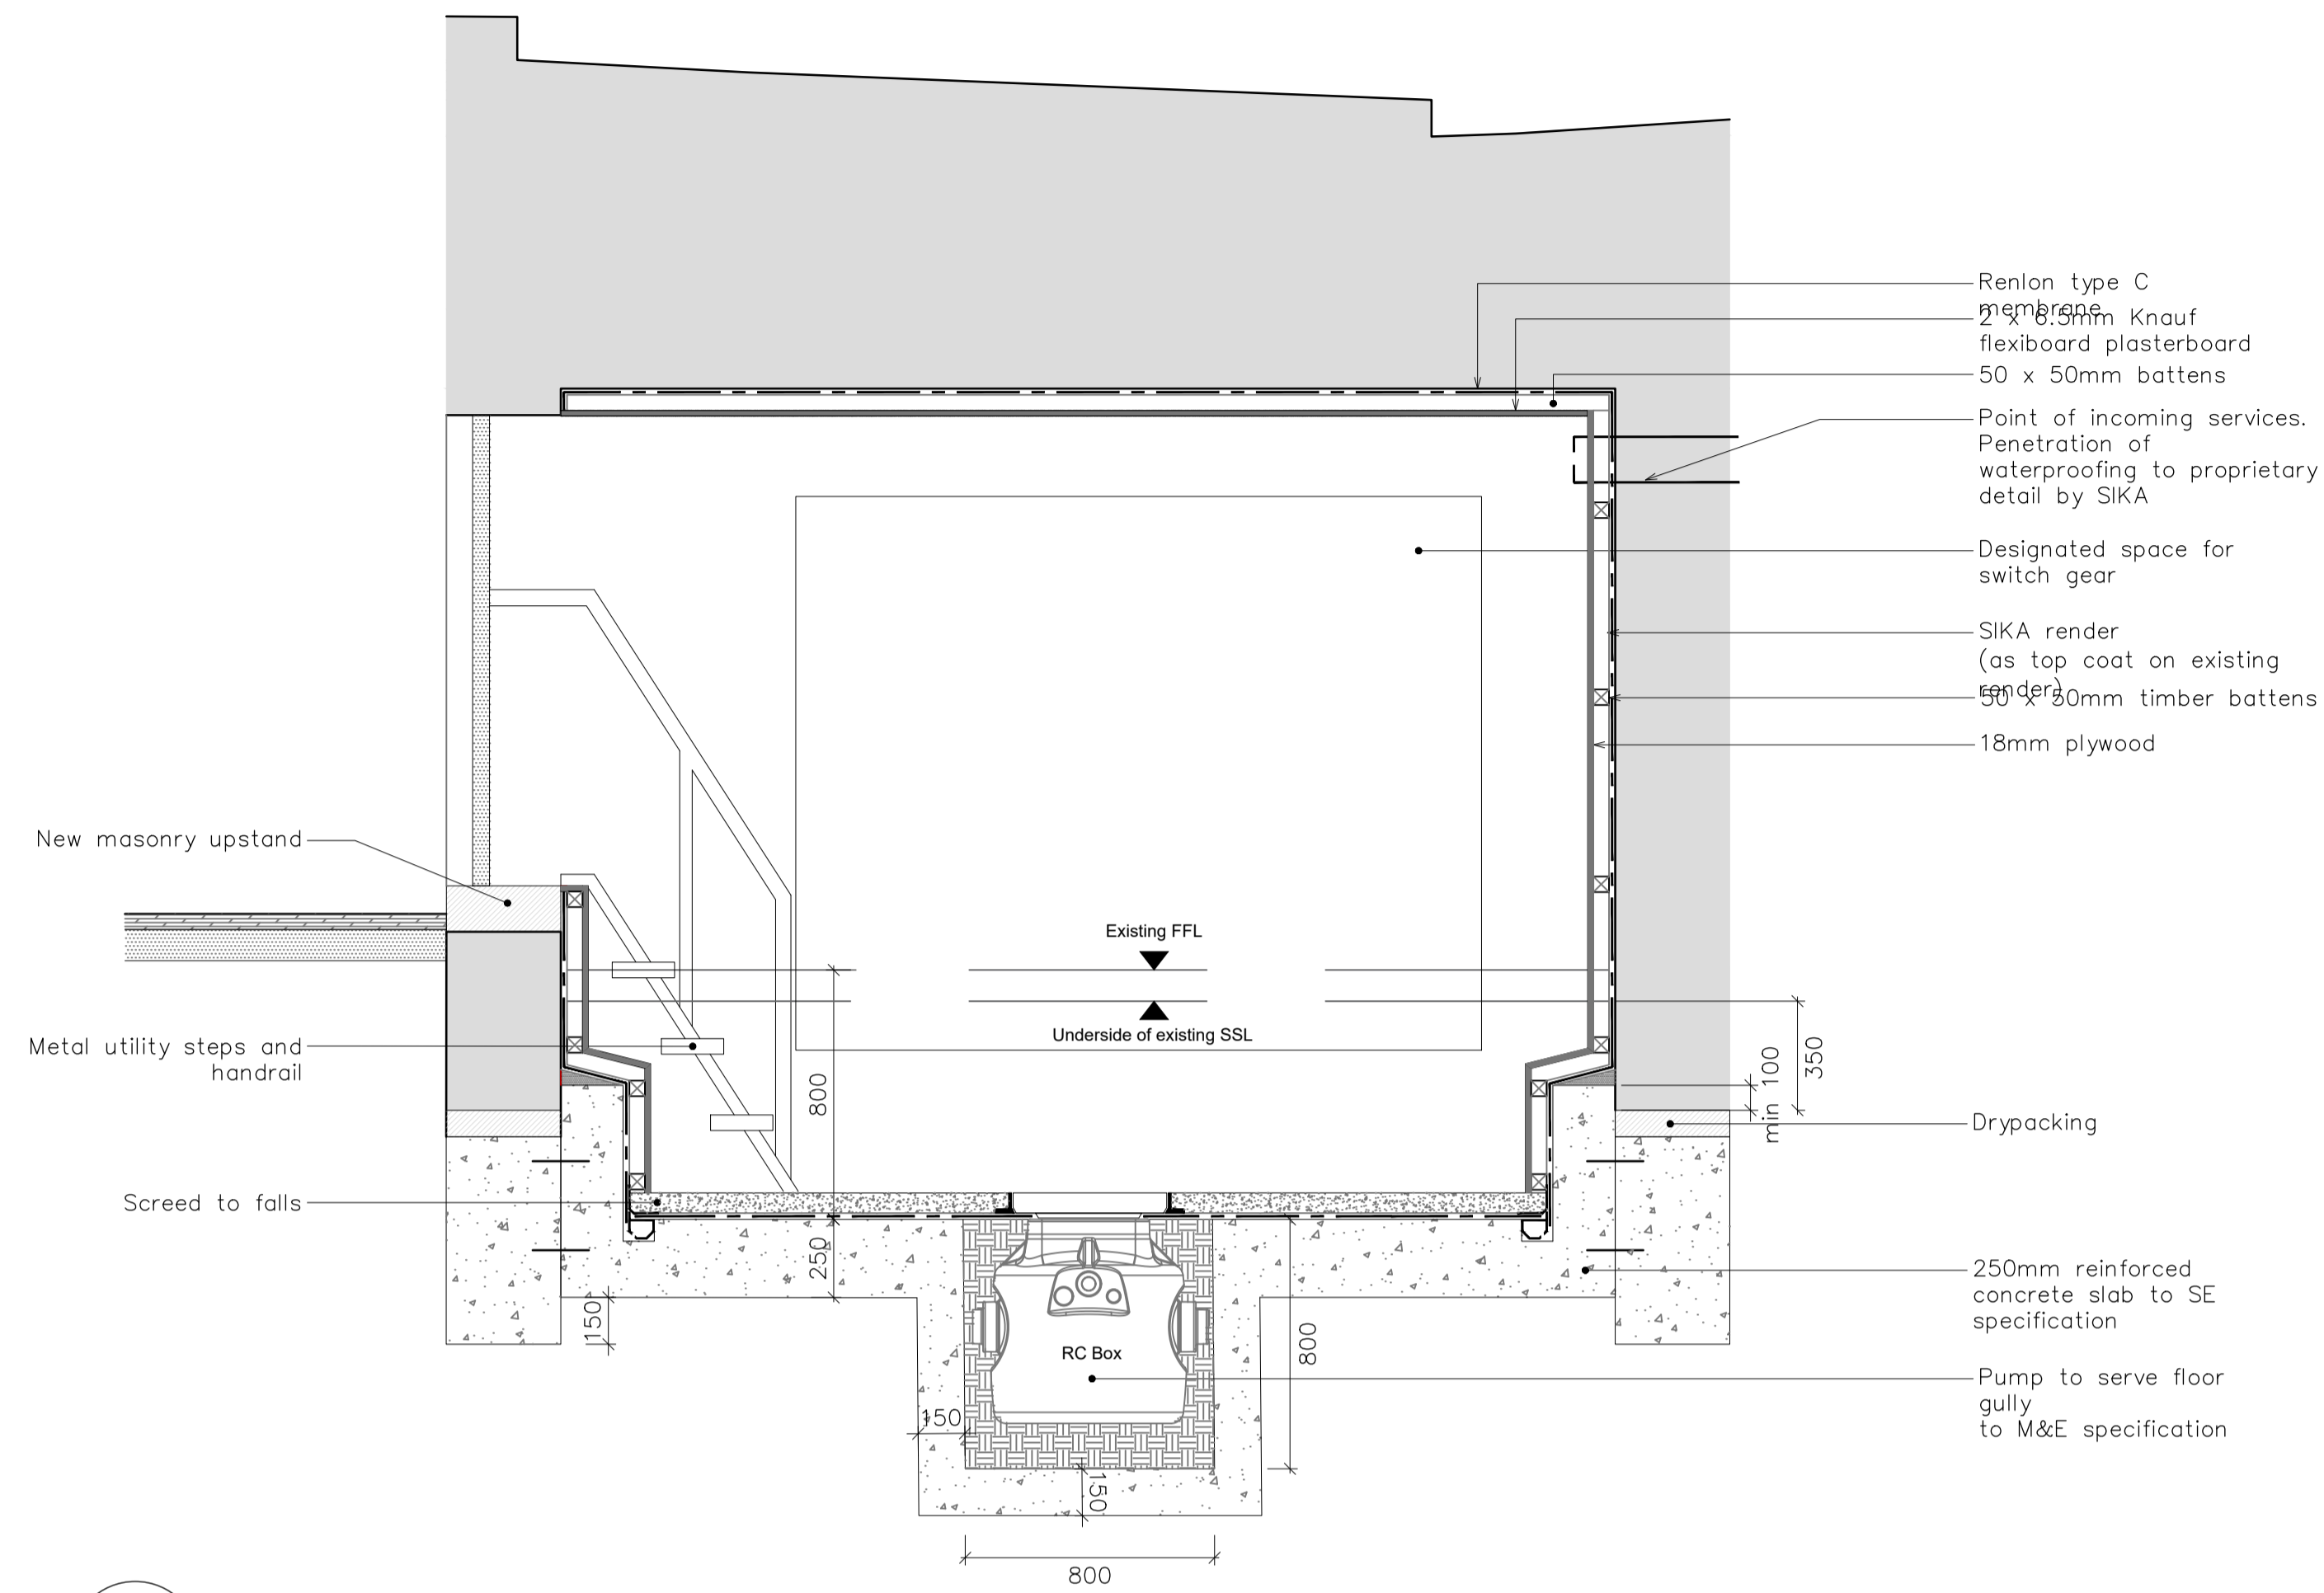 Renlon type C
membrane
2 x 6.5mm Knauf
flexiboard plasterboard
50 x 50mm battens
Point of incoming services.
Penetration of
waterproofing to proprietary
detail by SIKA
Designated space for
switch gear
SIKA render
(as top coat on existing
render)
50 x 50mm timber battens
18mm plywood
New masonry upstand
Existing FFL
Underside of existing SSL
Metal utility steps and
handrail
800
min 100
350
Drypacking
Screed to falls
250
150
250mm reinforced
concrete slab to SE
specification
800
RC Box
Pump to serve floor
gully
to M&E specification
150
150
800